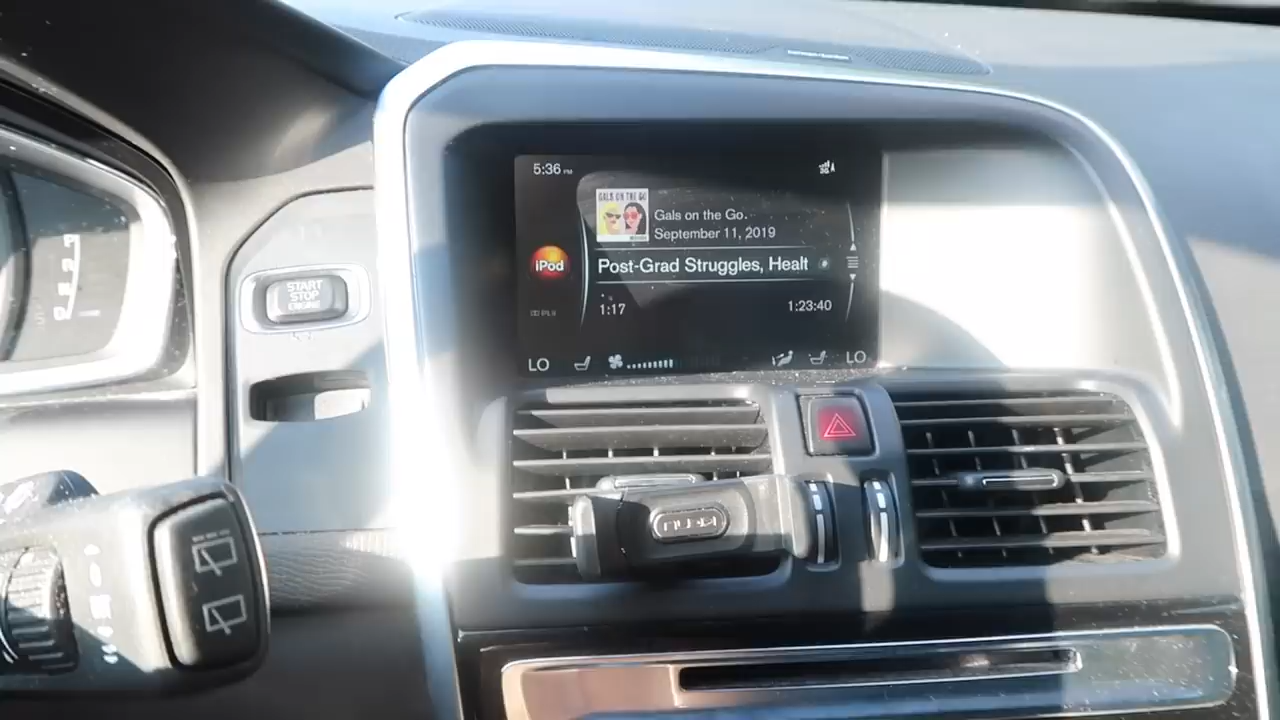 5:36 PM
GALS ON THE GO
Gals on the Go.
September 11, 2019
iPod
Post-Grad Struggles, Healt
1:17
1:23:40
LO
LO
START
STOP
ENGINE
0